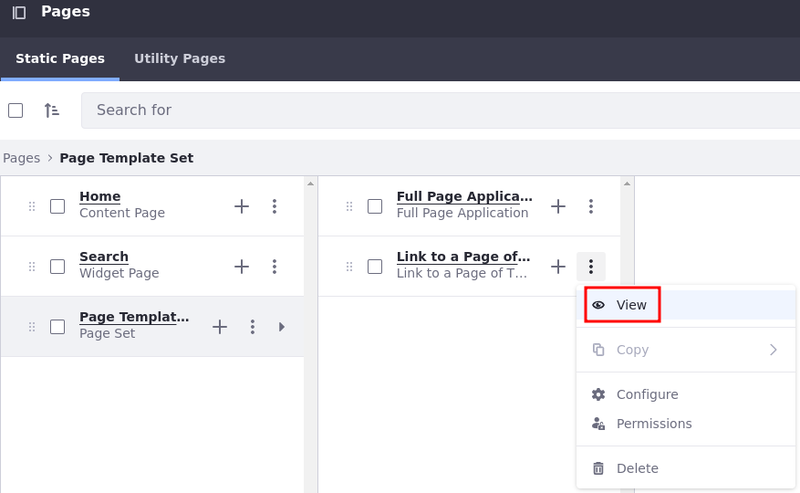 Pages
Static Pages
Utility Pages
Search for
Pages > Page Template Set
Home
Content Page
Search
Widget Page
Page Templat...
Page Set
Full Page Applica...
Full Page Application
Link to a Page of...
Link to a Page of T...
View
Copy
Configure
Permissions
Delete